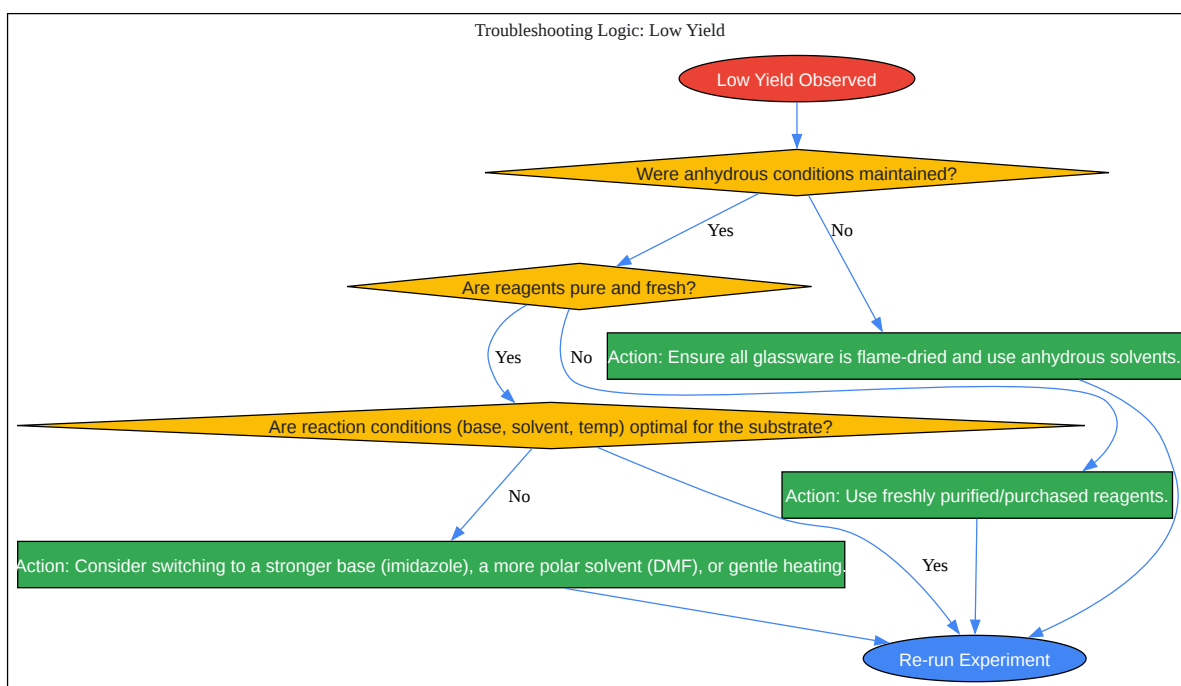 Troubleshooting Logic: Low Yield
Low Yield Observed
Were anhydrous conditions maintained?
Yes
No
Are reagents pure and fresh?
Yes
No
Action: Ensure all glassware is flame-dried and use anhydrous solvents.
Are reaction conditions (base, solvent, temp) optimal for the substrate?
No
Action: Use freshly purified/purchased reagents.
Action: Consider switching to a stronger base (imidazole), a more polar solvent (DMF), or gentle heating.
Yes
Re-run Experiment